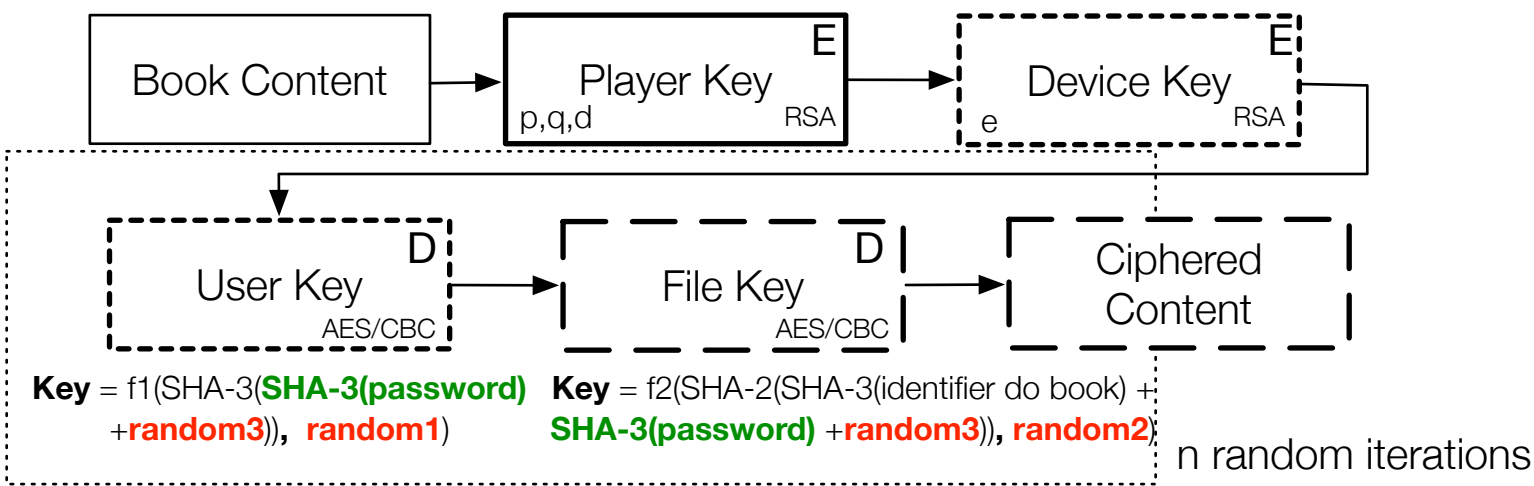 Book Content
E
Player Key
p,q,d
RSA
E
Device Key
e
RSA
D
User Key
AES/CBC
D
File Key
AES/CBC
Ciphered
Content
Key = f1(SHA-3(SHA-3(password)
+random3)), random1)
Key = f2(SHA-2(SHA-3(identifier do book) +
SHA-3(password) +random3)), random2)
n random iterations